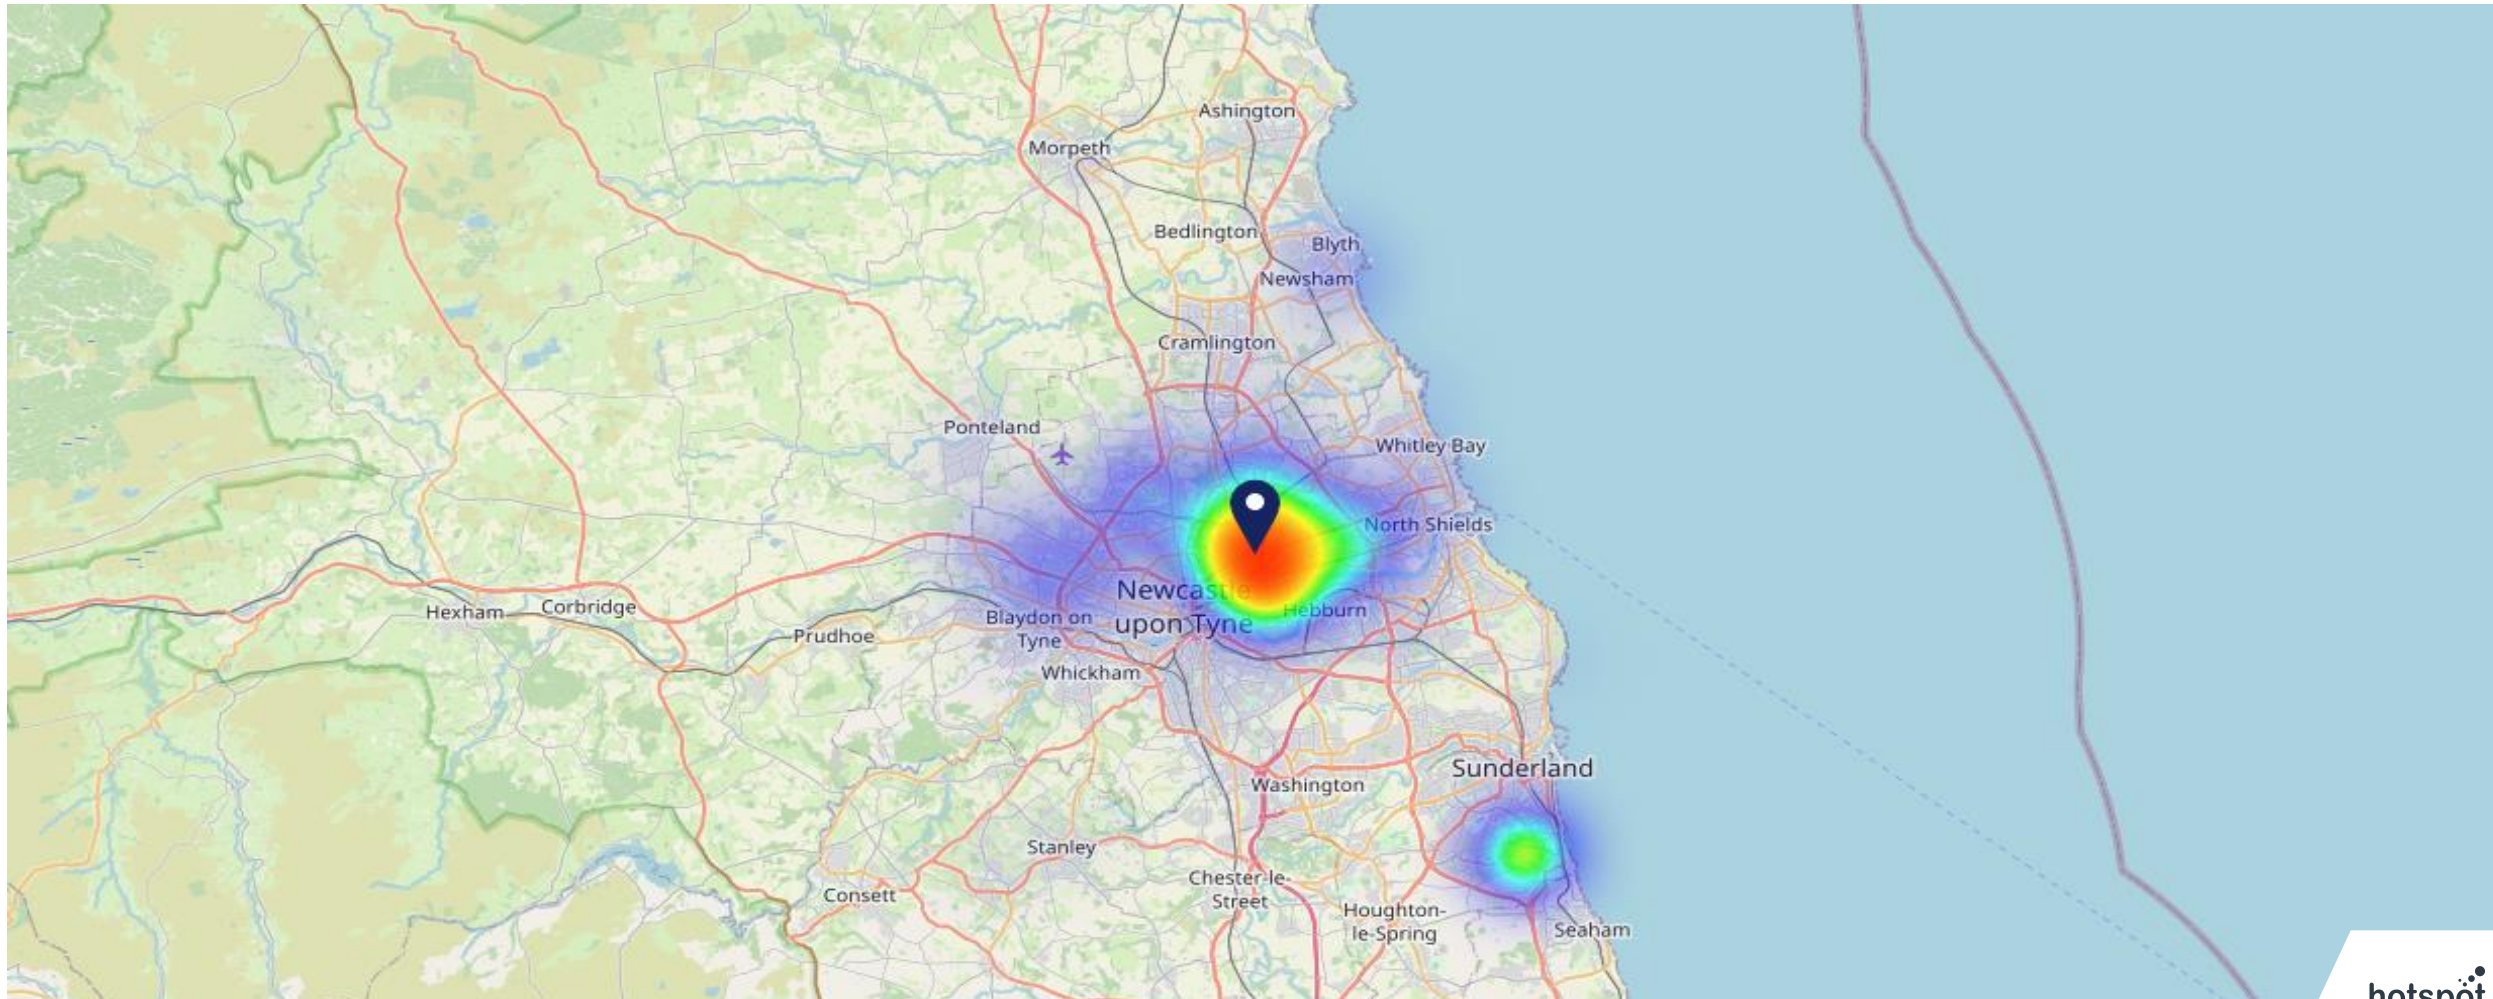 Ashington
Morpeth
Bedlington
Blyth
Newsham
Cramlington
Ponteland
Whitley Bay
North Shields
Newcastle
upon Tyne
Hebburn
Hexham
Corbridge
Prudhoe
Blaydon on
Tyne
Whickham
Sunderland
Washington
Stanley
Consett
Chester-le-
Street
Houghton-
le-Spring
Seaham
hotspot